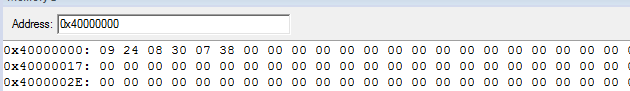 Address: 0x40000000
0x40000000: 09 24 08 30 07 38 00 00 00 00 00 00 00 00 00 00 00 00 00 00 00 00 00
0x40000017: 00 00 00 00 00 00 00 00 00 00 00 00 00 00 00 00 00 00 00 00 00 00 00
0x4000002E: 00 00 00 00 00 00 00 00 00 00 00 00 00 00 00 00 00 00 00 00 00 00 00